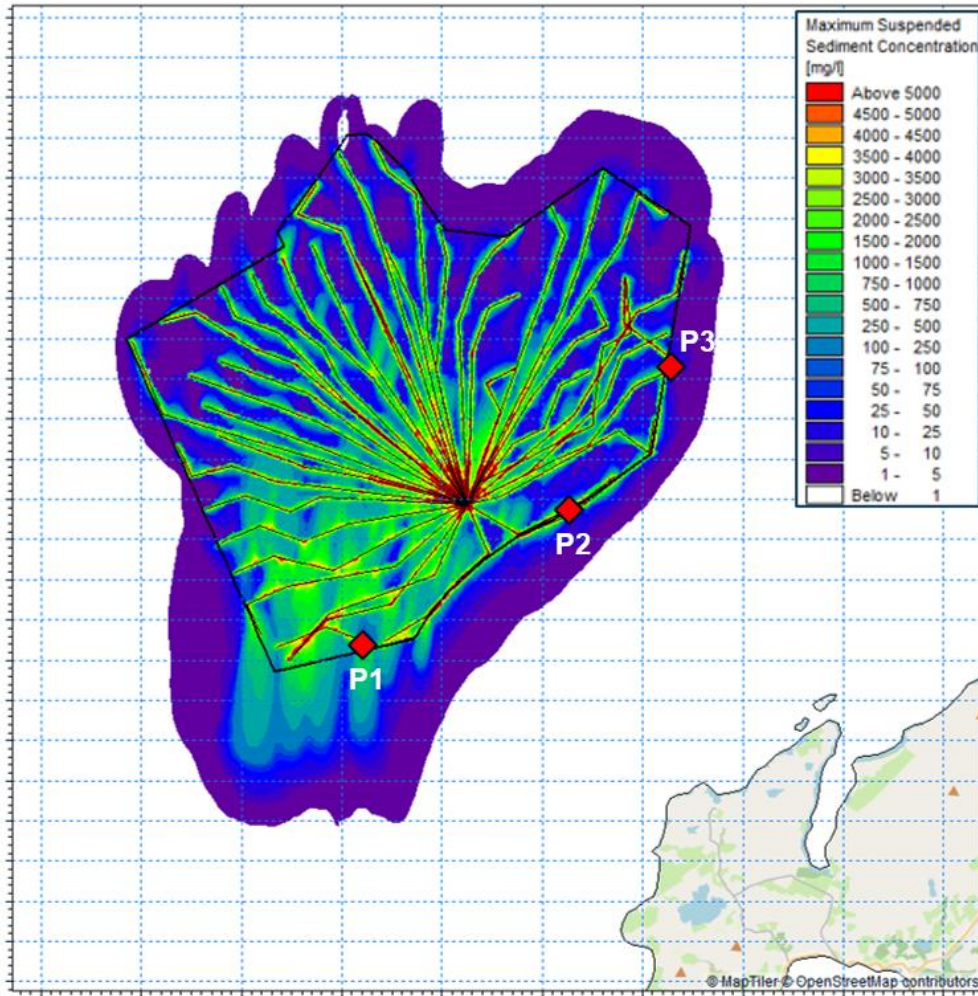 Maximum Suspended
Sediment Concentration
[mg/l]
Above 5000
4500 - 5000
4000 - 4500
3500 - 4000
3000 - 3500
2500 - 3000
2000 - 2500
1500 - 2000
1000 - 1500
750 - 1000
500 - 750
250 - 500
100 - 250
75 - 100
50 - 75
25 - 50
10 - 25
5 - 10
1 - 5
Below 1
P3
P2
P1
© MapTiler © OpenStreetMap contributors